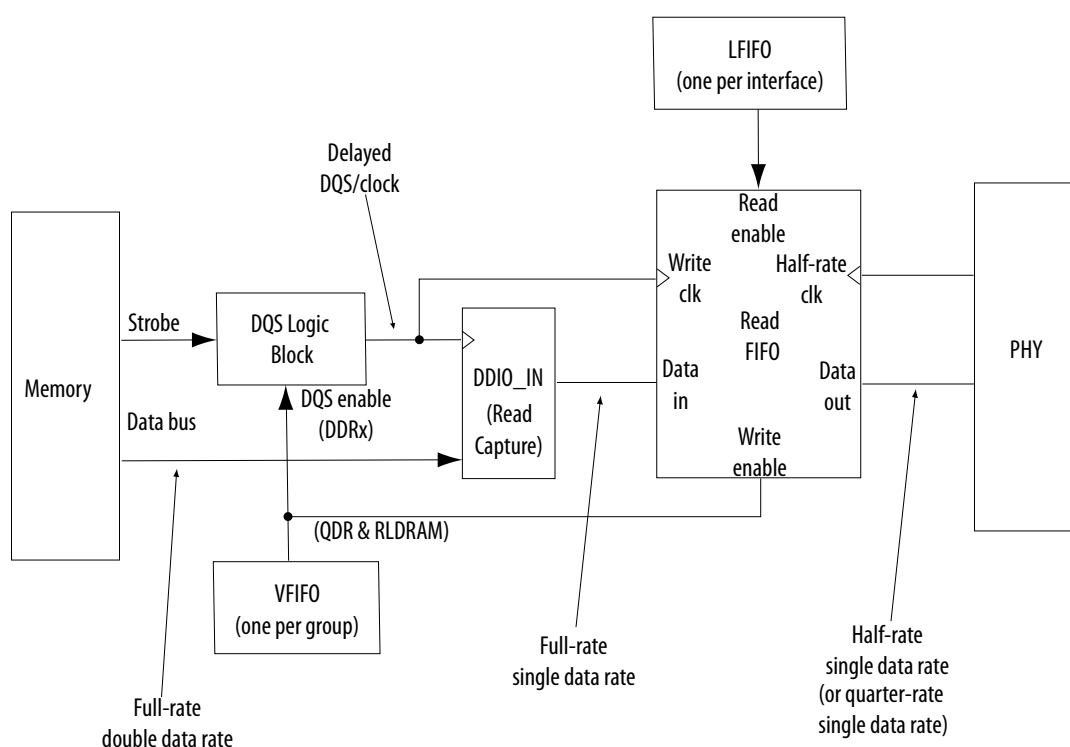 LFIFO
(one per interface)
Delayed
DQS/clock
Read
enable
Write
clk
Half-rate
clk
Strobe
DQS Logic
Block
Read
FIFO
PHY
Memory
DDIO_IN
(Read
Capture)
Data
in
Data
out
DQS enable
(DDRx)
Data bus
Write
enable
(QDR & RLDRAM)
VFIFO
(one per group)
Full-rate
single data rate
Half-rate
single data rate
(or quarter-rate
single data rate)
Full-rate
double data rate